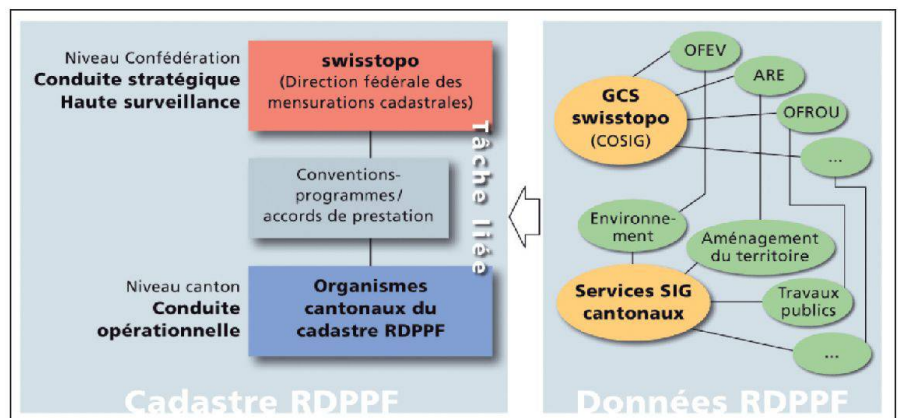 Niveau Confédération
Conduite stratégique
Haute surveillance
swisstopo
(Direction fédérale des
mensurations cadastrales)
Tâche liée
Conventions-
programmes/
accords de prestation
Niveau canton
Conduite
opérationnelle
Organismes
cantonaux du
cadastre RDPPF
Cadastre RDPPF
OFEV
ARE
GCS
swisstopo
(COSIG)
OFROU
...
Environne-
ment
Aménagement
du territoire
Services SIG
cantonaux
Travaux
publics
...
Données RDPPF